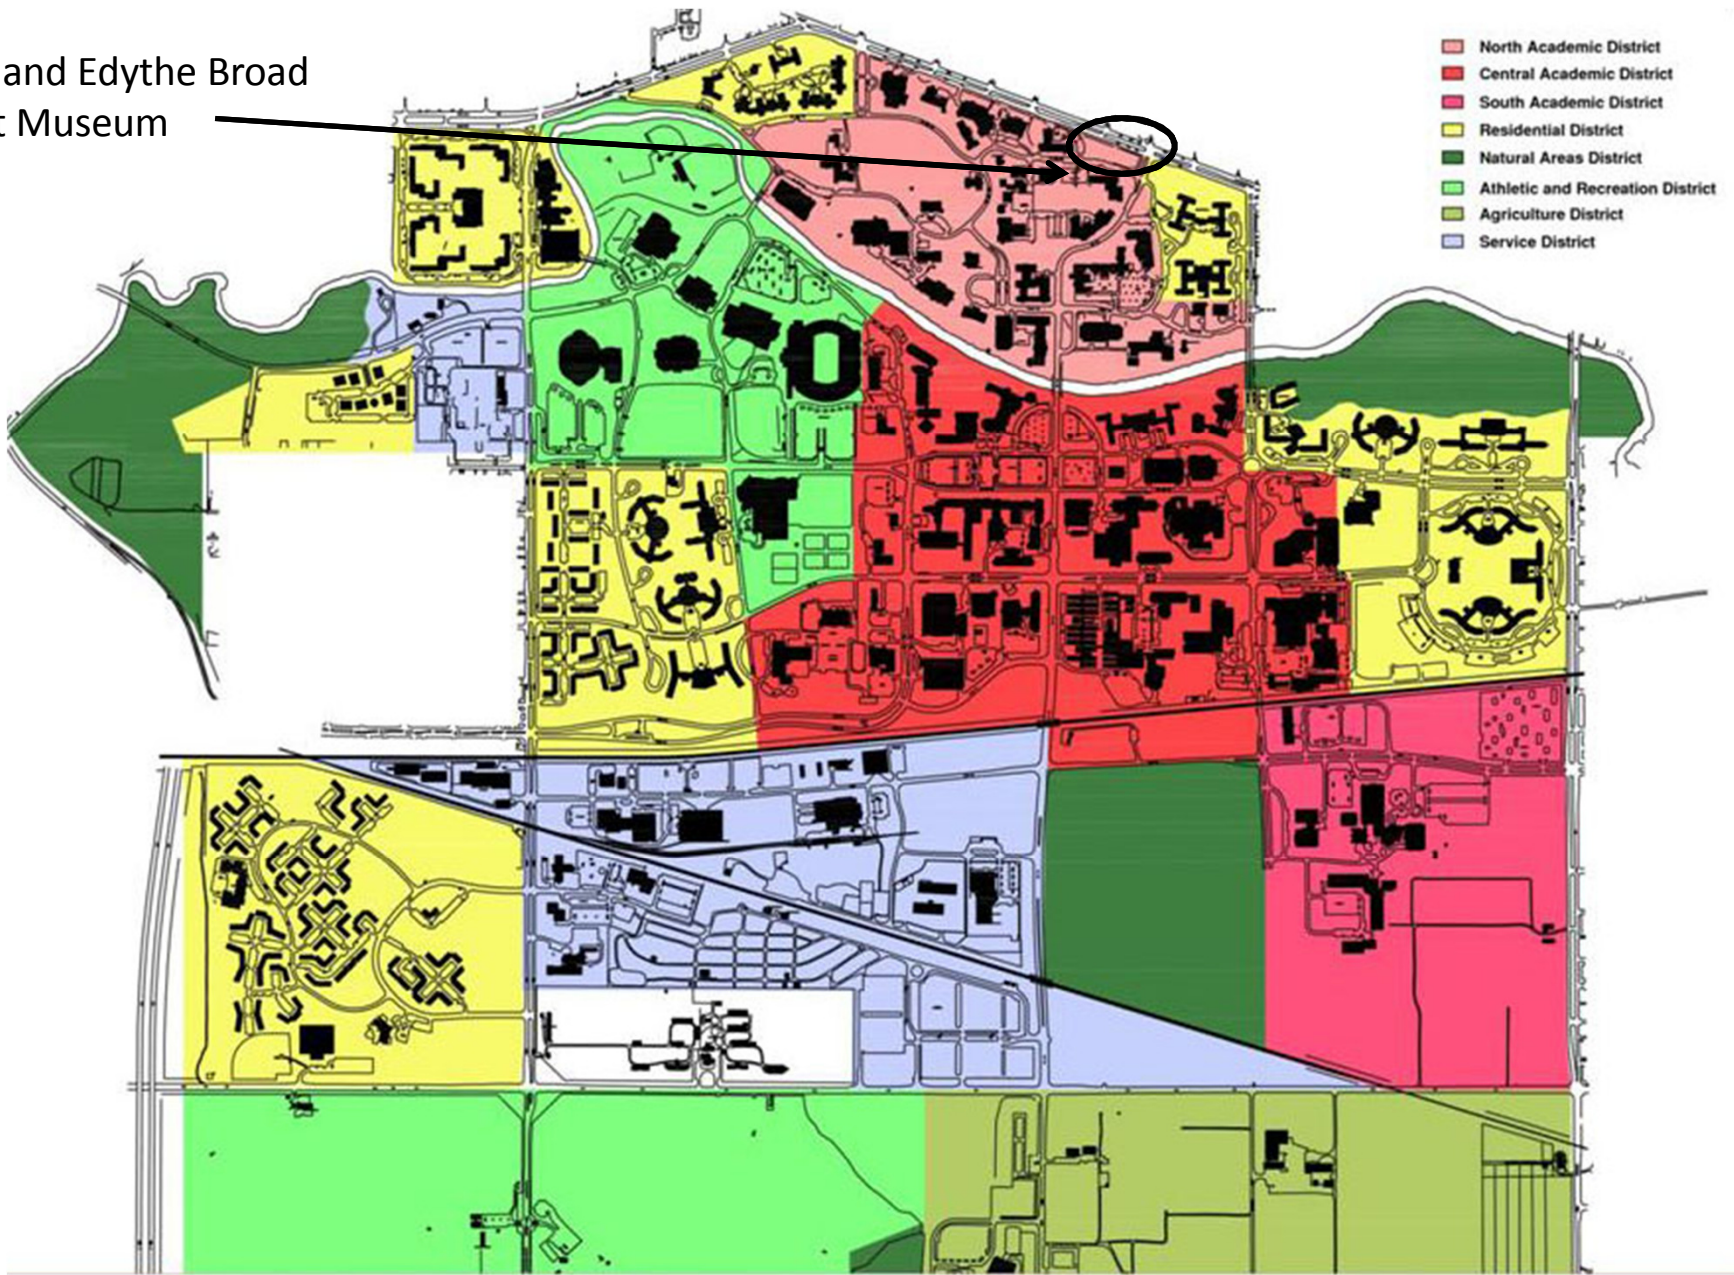 and Edythe Broad
t Museum
North Academic District
Central Academic District
South Academic District
Residential District
Natural Areas District
Athletic and Recreation District
Agriculture District
Service District